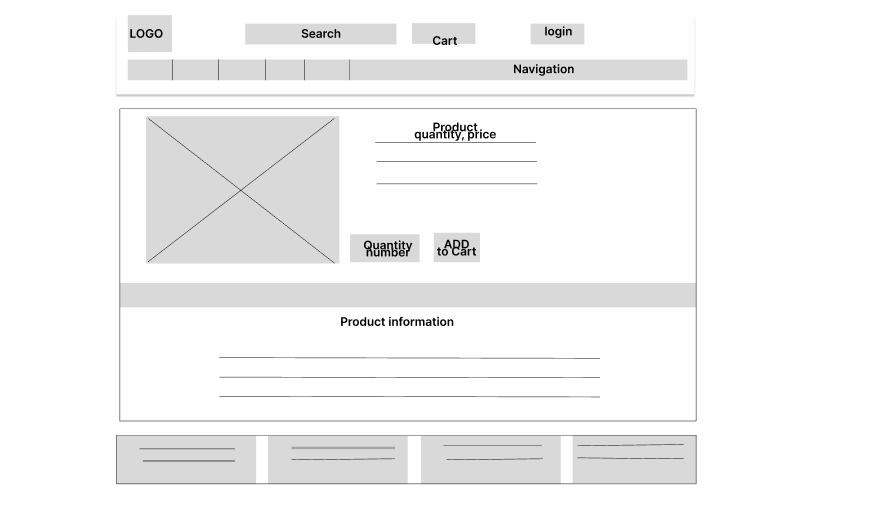 LOGO
Search
Cart
login
Navigation
Product
quantity, price
Quantity
number
ADD
to Cart
Product information